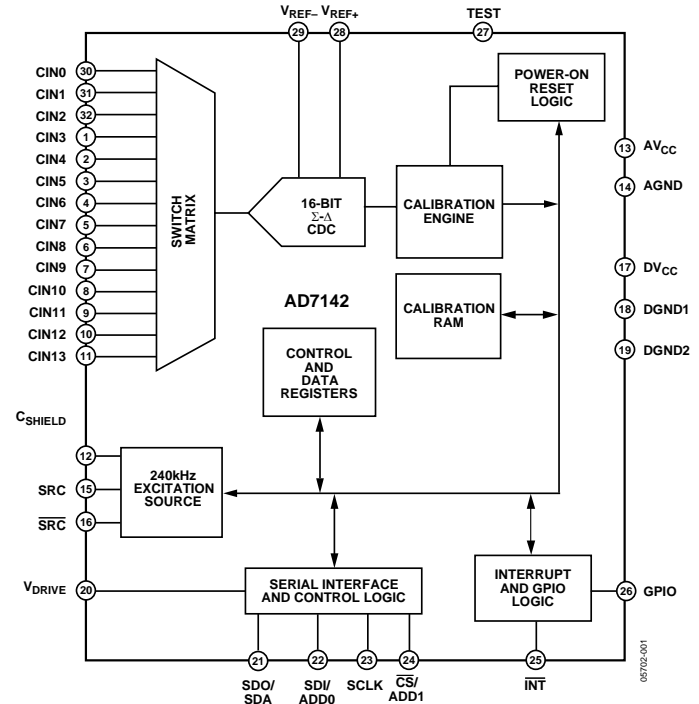 VREF– VREF+ TEST
29 28 27
POWER-ON
RESET
LOGIC
CIN0 30
CIN1 31
CIN2 32
CIN3 1
CIN4 2
CIN5 3
CIN6 4
CIN7 5
CIN8 6
CIN9 7
CIN10 8
CIN11 9
CIN12 10
CIN13 11
SWITCH
MATRIX
16-BIT
Σ-Δ
CDC
CALIBRATION
ENGINE
13 AVCC
14 AGND
17 DVCC
18 DGND1
19 DGND2
AD7142
CALIBRATION
RAM
CONTROL
AND
DATA
REGISTERS
CSHIELD
12
SRC 15
S̅R̅C̅ 16
240kHz
EXCITATION
SOURCE
VDRIVE 20
SERIAL INTERFACE
AND CONTROL LOGIC
INTERRUPT
AND GPIO
LOGIC
26 GPIO
21 22 23 24 25
SDO/
SDA
SDI/
ADD0
SCLK
C̅S̅/
ADD1
I̅N̅T̅
05702-001